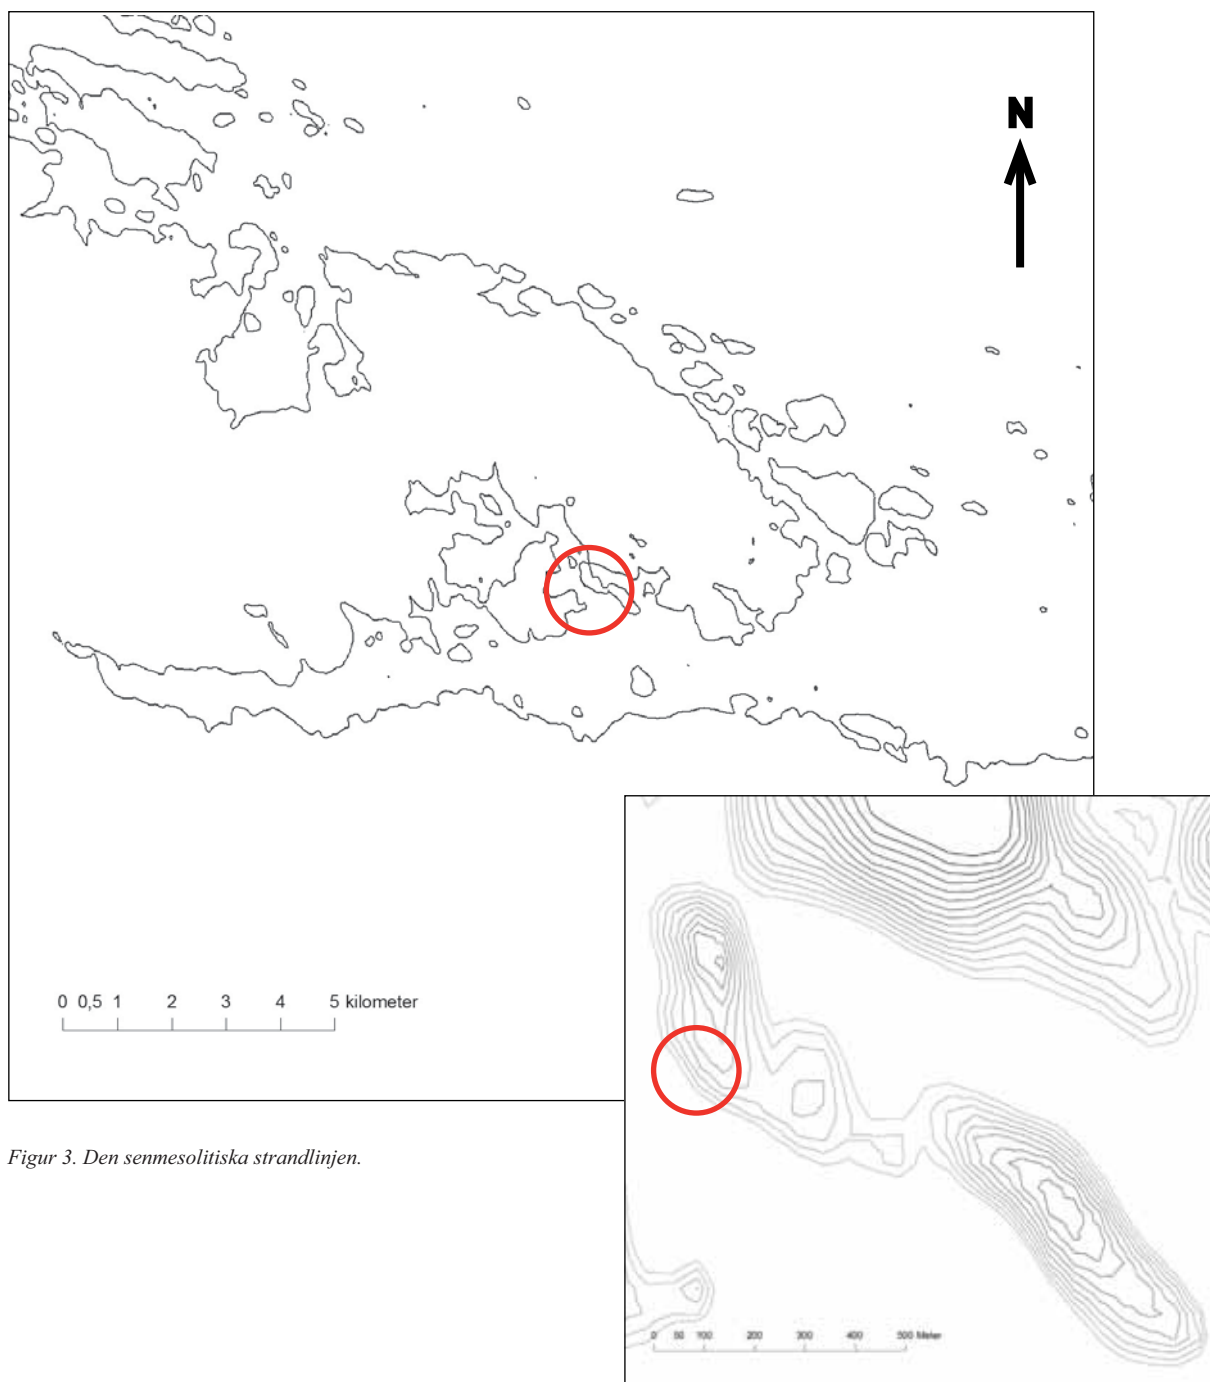 N
0 0,5 1 2 3 4 5 kilometer
Figur 3. Den senmesolitiska strandlinjen.
0 50 100 200 300 400 500 Meter